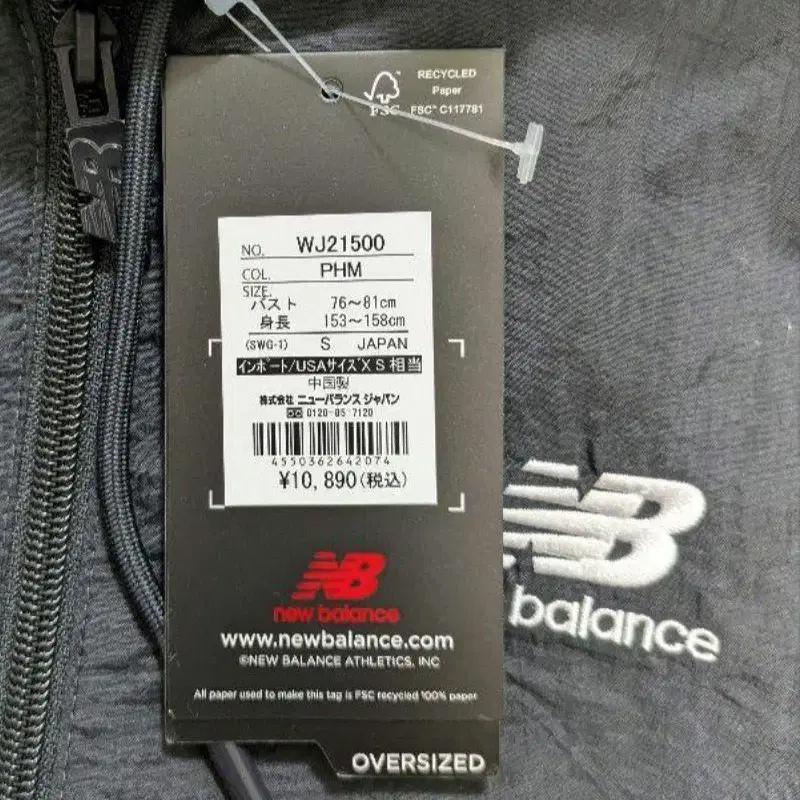 RECYCLED
Paper
FSC
FSC™ C117781
NO. WJ21500
COL. PHM
SIZE.
バスト 76〜81cm
身長 153〜158cm
(SWG-1) S JAPAN
インポート/USAサイズXS相当
中国製
株式会社 ニューバランス ジャパン
0120-85-7120
4550362642074
¥10,890(税込)
NB
new balance
www.newbalance.com
©NEW BALANCE ATHLETICS, INC
All paper used to make this tag is FSC recycled 100% paper
OVERSIZED
NB
balance